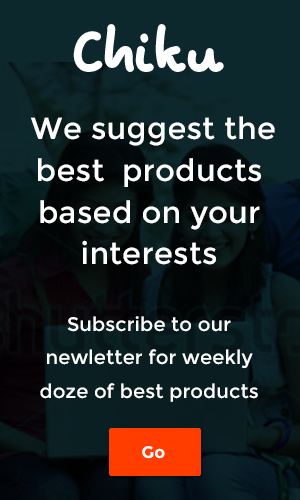 Chiku
We suggest the
best products
based on your
interests
Subscribe to our
newletter for weekly
doze of best products
Go